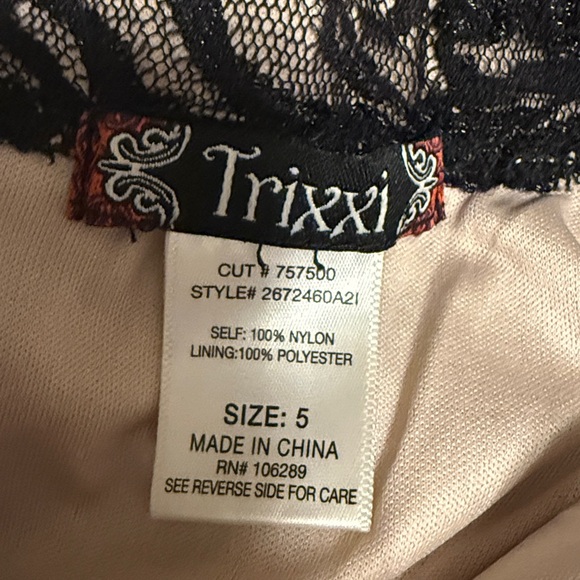 Trixxi
CUT # 757500
STYLE# 2672460A2I
SELF: 100% NYLON
LINING:100% POLYESTER
SIZE: 5
MADE IN CHINA
RN# 106289
SEE REVERSE SIDE FOR CARE